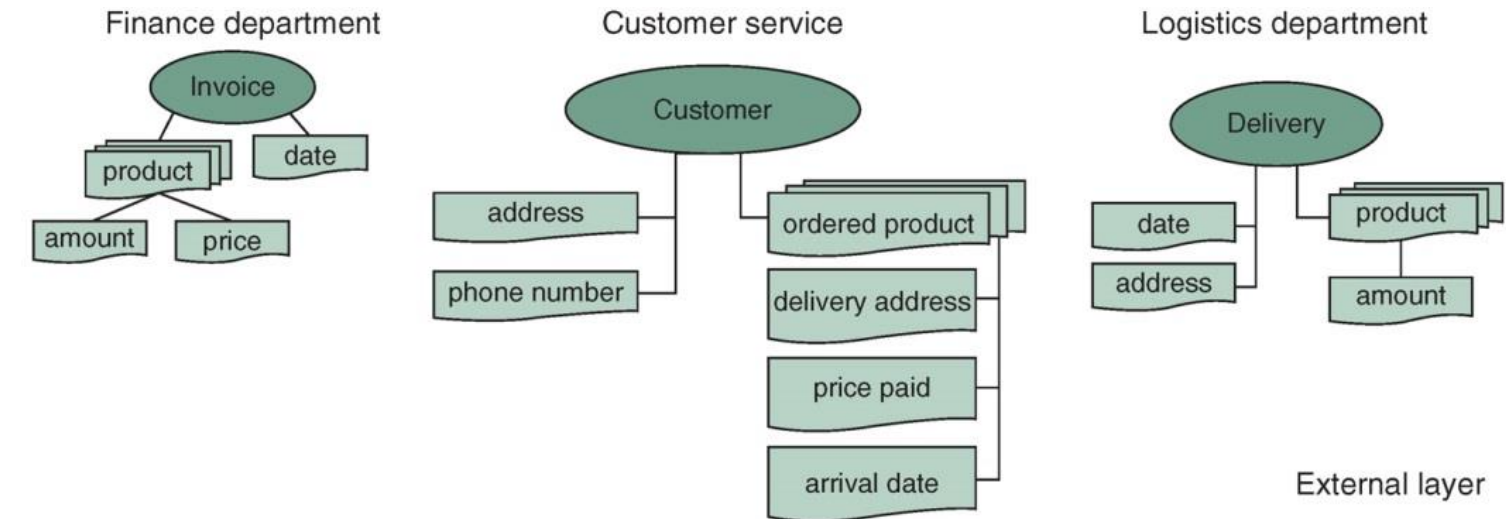 Finance department
Invoice
product
date
amount
price
Customer service
Customer
address
phone number
ordered product
delivery address
price paid
arrival date
Logistics department
Delivery
date
address
product
amount
External layer